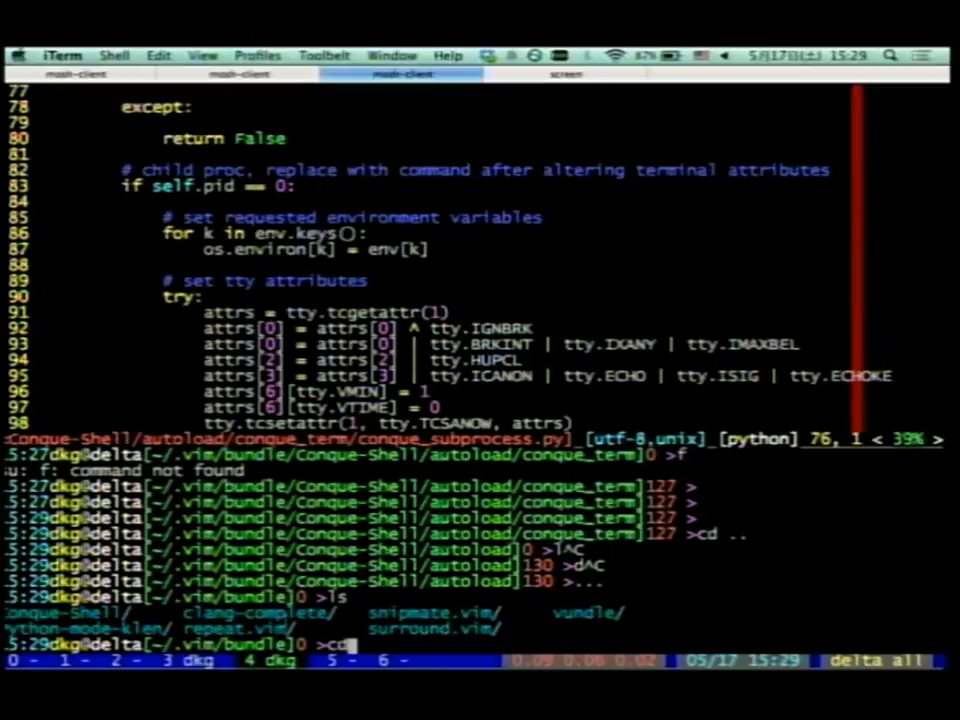 iTerm Shell Edit View Profiles Toolbelt Window Help 67% 5月17日(土) 15:29
mosh-client mosh-client mosh-client screen
77
78 except:
79
80 return False
81
82 # child proc, replace with command after altering terminal attributes
83 if self.pid == 0:
84
85 # set requested environment variables
86 for k in env.keys():
87 os.environ[k] = env[k]
88
89 # set tty attributes
90 try:
91 attrs = tty.tcgetattr(1)
92 attrs[0] = attrs[0] ^ tty.IGNBRK
93 attrs[0] = attrs[0] | tty.BRKINT | tty.IXANY | tty.IMAXBEL
94 attrs[2] = attrs[2] | tty.HUPCL
95 attrs[3] = attrs[3] | tty.ICANON | tty.ECHO | tty.ISIG | tty.ECHOKE
96 attrs[6][tty.VMIN] = 1
97 attrs[6][tty.VTIME] = 0
98 tty.tcsetattr(1, tty.TCSANOW, attrs)
Conque-Shell/autoload/conque_term/conque_subprocess.py] [utf-8,unix] [python] 76, 1 < 39% >
5:27dkg@delta[~/.vim/bundle/Conque-Shell/autoload/conque_term]0 >f
su: f: command not found
5:27dkg@delta[~/.vim/bundle/Conque-Shell/autoload/conque_term]127 >
5:27dkg@delta[~/.vim/bundle/Conque-Shell/autoload/conque_term]127 >
5:29dkg@delta[~/.vim/bundle/Conque-Shell/autoload/conque_term]127 >
5:29dkg@delta[~/.vim/bundle/Conque-Shell/autoload/conque_term]127 >cd ..
5:29dkg@delta[~/.vim/bundle/Conque-Shell/autoload]0 >l^C
5:29dkg@delta[~/.vim/bundle/Conque-Shell/autoload]130 >d^C
5:29dkg@delta[~/.vim/bundle/Conque-Shell/autoload]130 >...
5:29dkg@delta[~/.vim/bundle]0 >ls
Conque-Shell/ clang-complete/ snipmate.vim/ vundle/
python-mode-klen/ repeat.vim/ surround.vim/
5:29dkg@delta[~/.vim/bundle]0 >cd
0 - 1 - 2 - 3 dkg 4 dkg 5 - 6 - 0.09 0.06 0.02 05/17 15:29 delta all